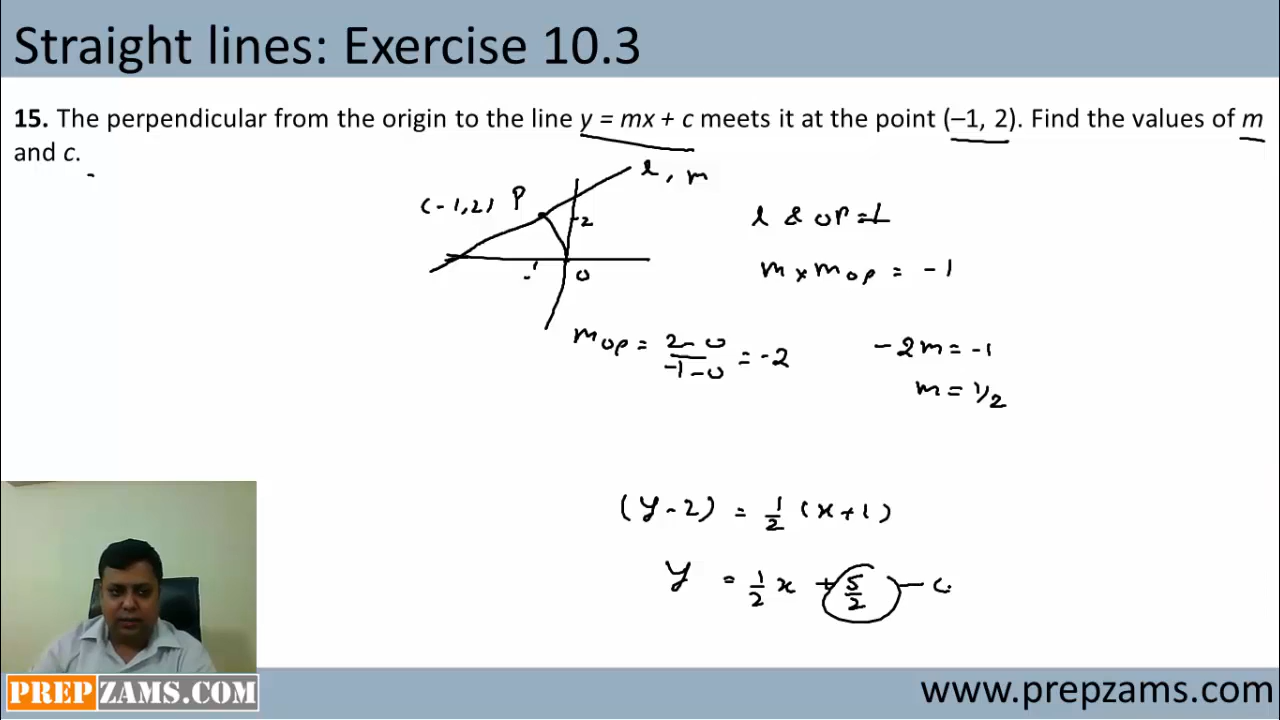 Straight lines: Exercise 10.3
15. The perpendicular from the origin to the line y = mx + c meets it at the point (–1, 2). Find the values of m
and c.
l, m
(-1,2) P
2
-1
0
l & OP = ⊥
m × m_OP = -1
m_OP = (2-0)/(-1-0) = -2
-2m = -1
m = 1/2
(y-2) = 1/2 (x+1)
y = 1/2 x + 5/2 - c.
PREPZAMS.COM
www.prepzams.com